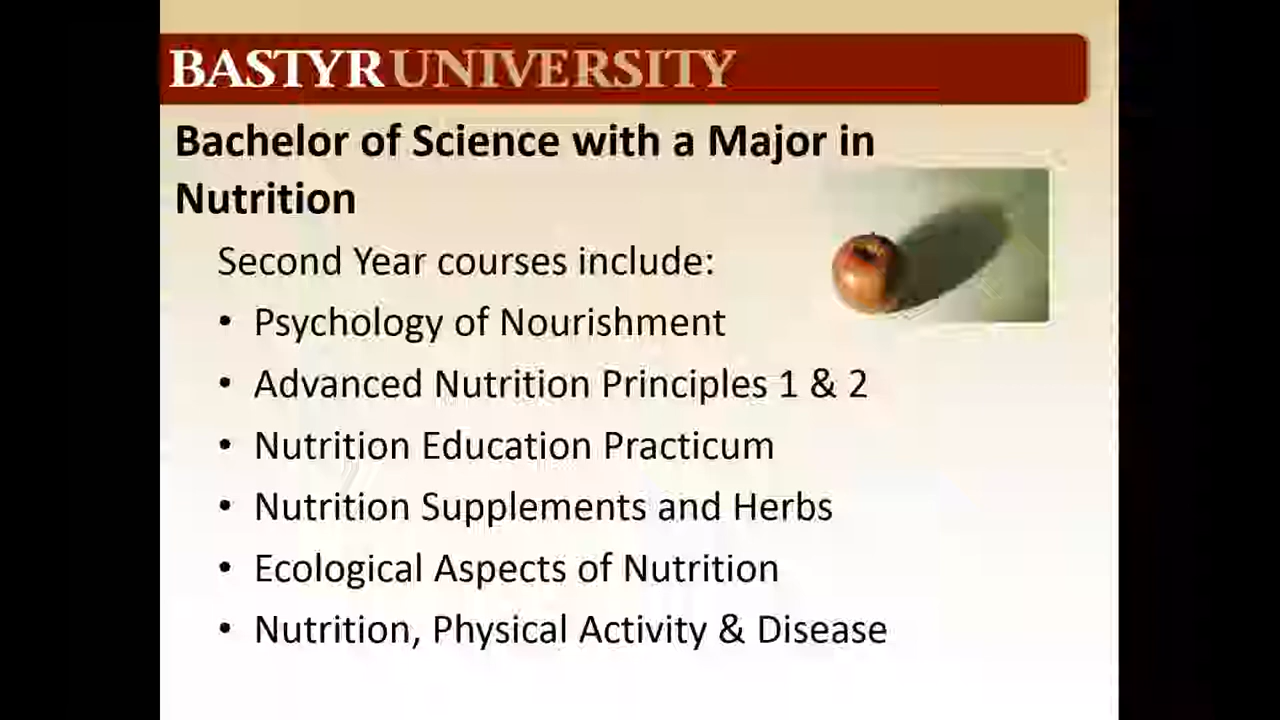 BASTYR UNIVERSITY
Bachelor of Science with a Major in
Nutrition
Second Year courses include:
• Psychology of Nourishment
• Advanced Nutrition Principles 1 & 2
• Nutrition Education Practicum
• Nutrition Supplements and Herbs
• Ecological Aspects of Nutrition
• Nutrition, Physical Activity & Disease